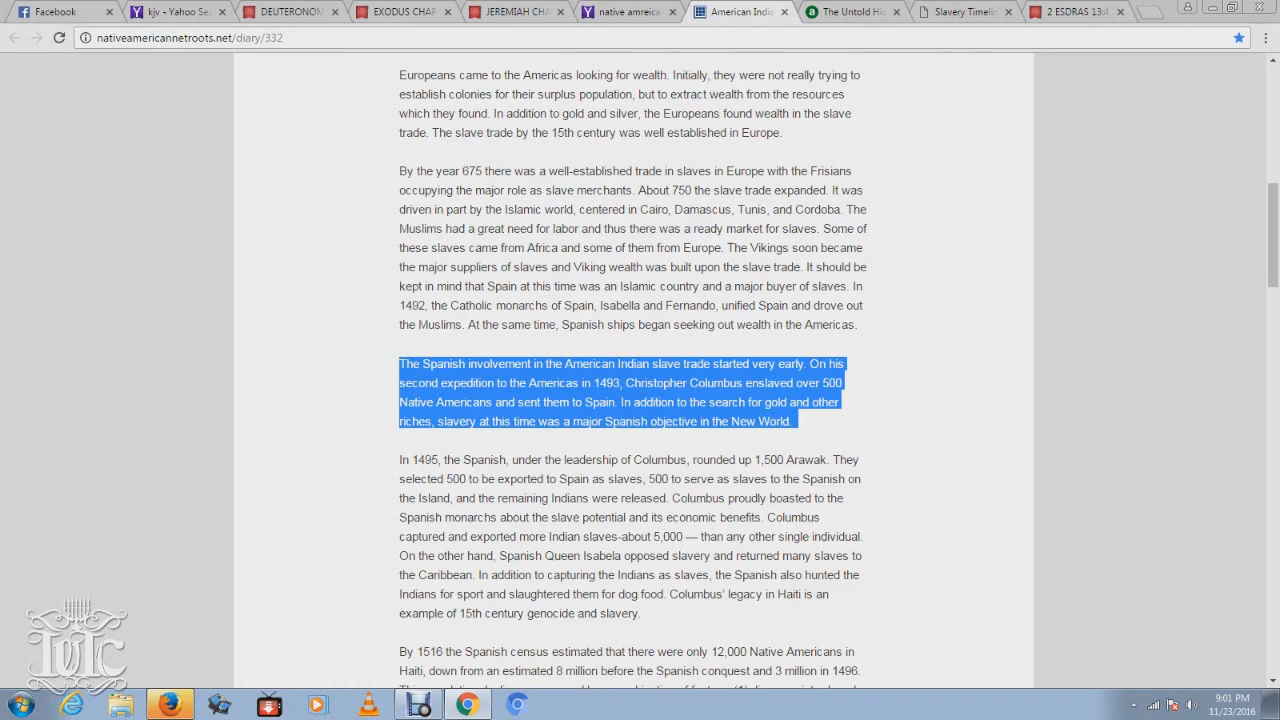 Facebook
kjv - Yahoo Se
DEUTERONOM
EXODUS CHAP
JEREMIAH CHA
native amreica
American India
The Untold His
Slavery Timelin
2 ESDRAS 13:4
nativeamericannetroots.net/diary/332
Europeans came to the Americas looking for wealth. Initially, they were not really trying to
establish colonies for their surplus population, but to extract wealth from the resources
which they found. In addition to gold and silver, the Europeans found wealth in the slave
trade. The slave trade by the 15th century was well established in Europe.
By the year 675 there was a well-established trade in slaves in Europe with the Frisians
occupying the major role as slave merchants. About 750 the slave trade expanded. It was
driven in part by the Islamic world, centered in Cairo, Damascus, Tunis, and Cordoba. The
Muslims had a great need for labor and thus there was a ready market for slaves. Some of
these slaves came from Africa and some of them from Europe. The Vikings soon became
the major suppliers of slaves and Viking wealth was built upon the slave trade. It should be
kept in mind that Spain at this time was an Islamic country and a major buyer of slaves. In
1492, the Catholic monarchs of Spain, Isabella and Fernando, unified Spain and drove out
the Muslims. At the same time, Spanish ships began seeking out wealth in the Americas.
The Spanish involvement in the American Indian slave trade started very early. On his
second expedition to the Americas in 1493, Christopher Columbus enslaved over 500
Native Americans and sent them to Spain. In addition to the search for gold and other
riches, slavery at this time was a major Spanish objective in the New World.
In 1495, the Spanish, under the leadership of Columbus, rounded up 1,500 Arawak. They
selected 500 to be exported to Spain as slaves, 500 to serve as slaves to the Spanish on
the Island, and the remaining Indians were released. Columbus proudly boasted to the
Spanish monarchs about the slave potential and its economic benefits. Columbus
captured and exported more Indian slaves-about 5,000 — than any other single individual.
On the other hand, Spanish Queen Isabela opposed slavery and returned many slaves to
the Caribbean. In addition to capturing the Indians as slaves, the Spanish also hunted the
Indians for sport and slaughtered them for dog food. Columbus' legacy in Haiti is an
example of 15th century genocide and slavery.
By 1516 the Spanish census estimated that there were only 12,000 Native Americans in
Haiti, down from an estimated 8 million before the Spanish conquest and 3 million in 1496.
IUIC
9:01 PM
11/23/2016